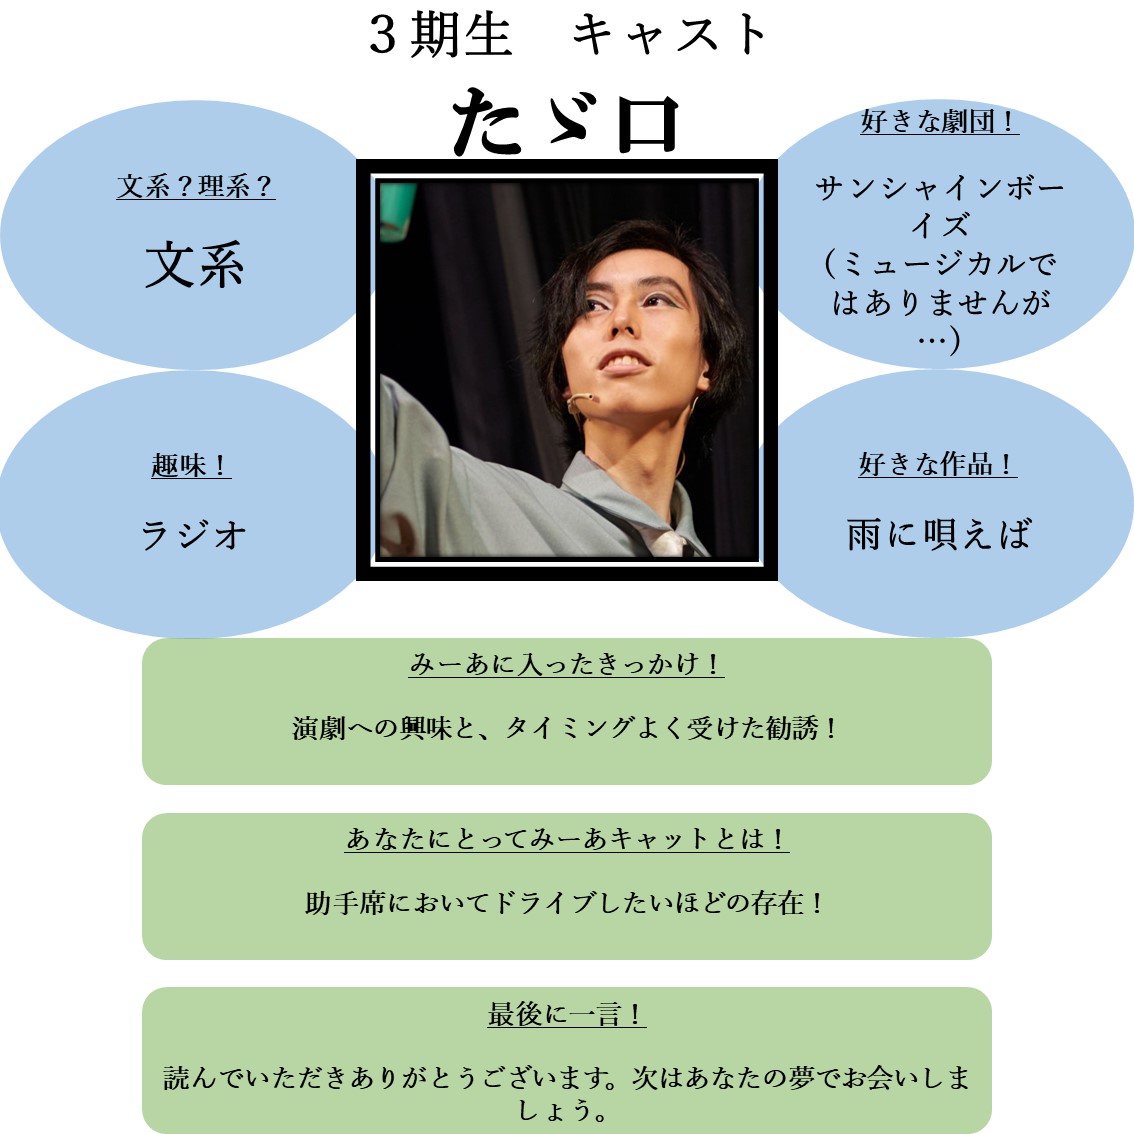 ３期生　キャスト
たゞ口
文系？理系？
文系
好きな劇団！
サンシャインボー
イズ
（ミュージカルで
はありませんが
…）
趣味！
ラジオ
好きな作品！
雨に唄えば
みーあに入ったきっかけ！
演劇への興味と、タイミングよく受けた勧誘！
あなたにとってみーあキャットとは！
助手席においてドライブしたいほどの存在！
最後に一言！
読んでいただきありがとうございます。次はあなたの夢でお会いしま
しょう。